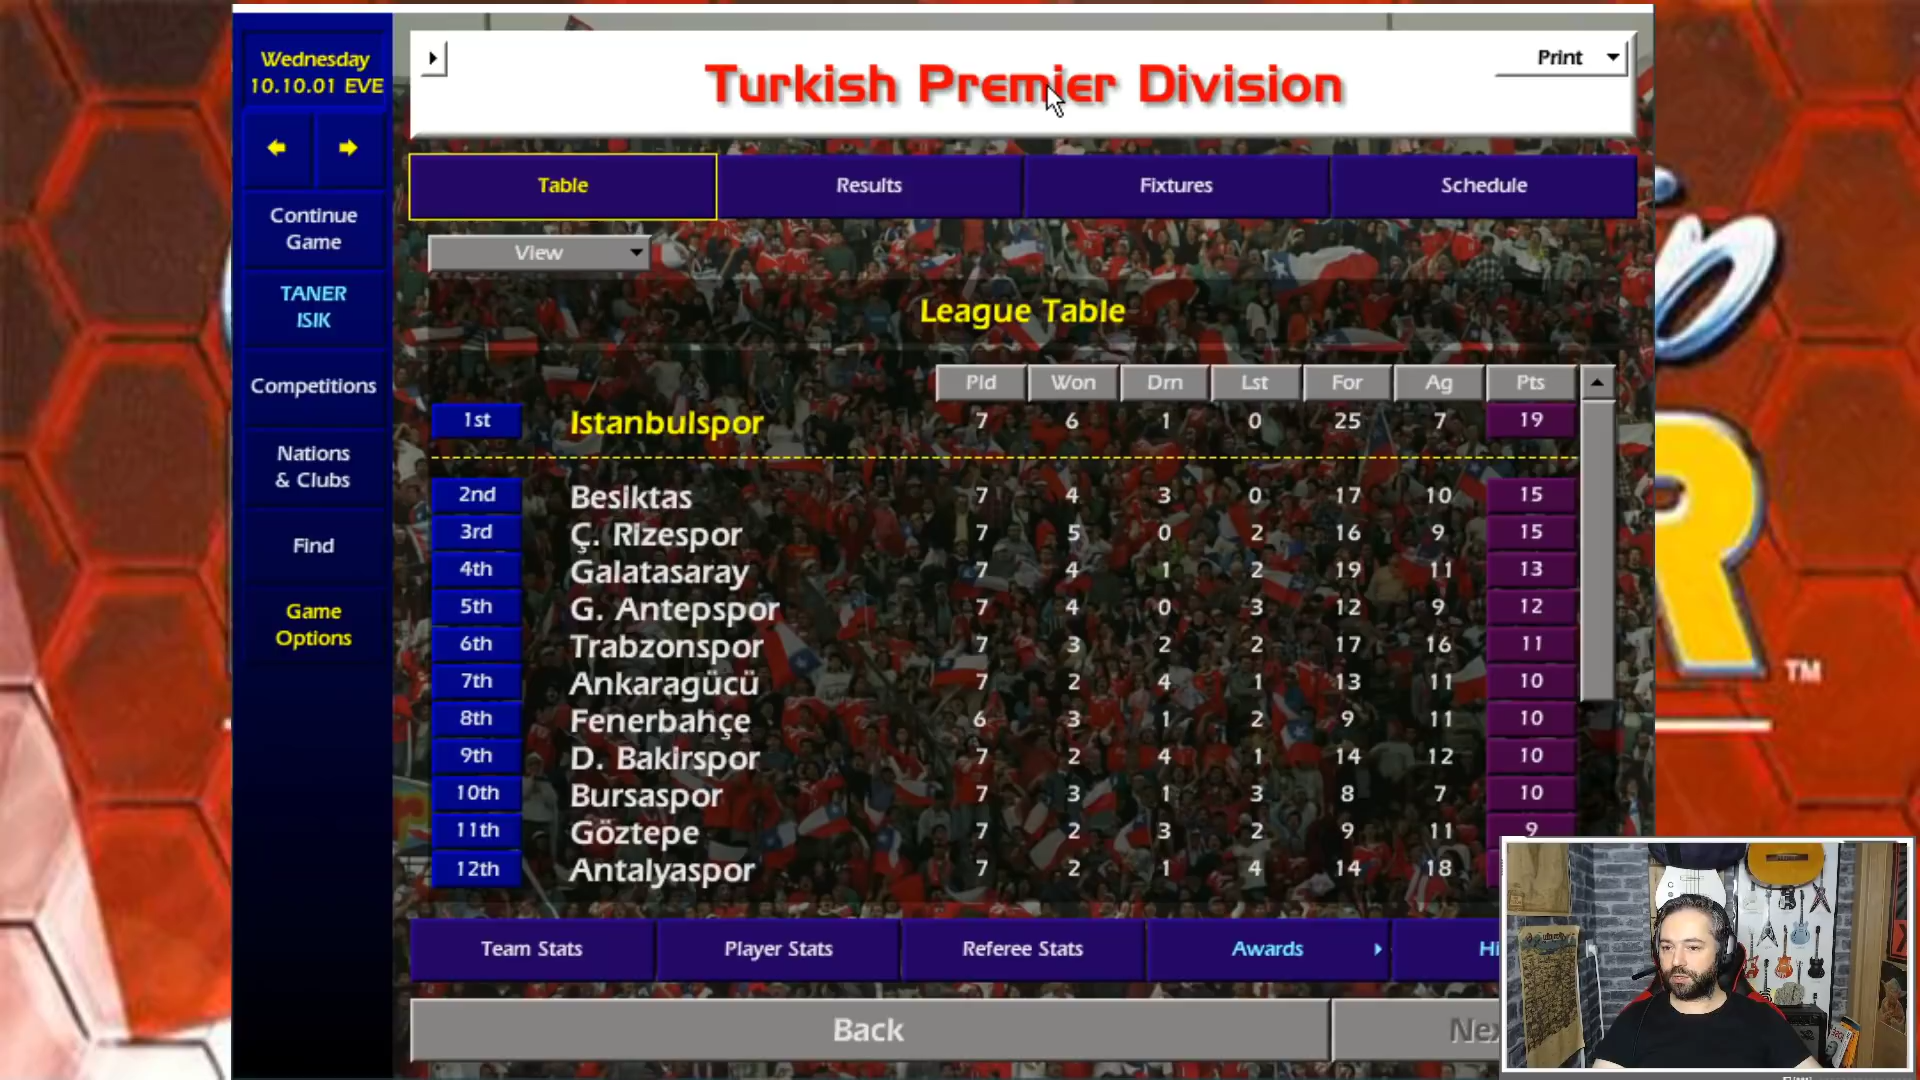 Wednesday
10.10.01 EVE
Continue
Game
TANER
ISIK
Competitions
Nations
& Clubs
Find
Game
Options
Turkish Premier Division
Print
Table Results Fixtures Schedule
View
League Table
Pld Won Drn Lst For Ag Pts
1st Istanbulspor 7 6 1 0 25 7 19
2nd Besiktas 7 4 3 0 17 10 15
3rd Ç. Rizespor 7 5 0 2 16 9 15
4th Galatasaray 7 4 1 2 19 11 13
5th G. Antepspor 7 4 0 3 12 9 12
6th Trabzonspor 7 3 2 2 17 16 11
7th Ankaragücü 7 2 4 1 13 11 10
8th Fenerbahçe 6 3 1 2 9 11 10
9th D. Bakirspor 7 2 4 1 14 12 10
10th Bursaspor 7 3 1 3 8 7 10
11th Göztepe 7 2 3 2 9 11 9
12th Antalyaspor 7 2 1 4 14 18
Team Stats Player Stats Referee Stats Awards
Back
R
TM